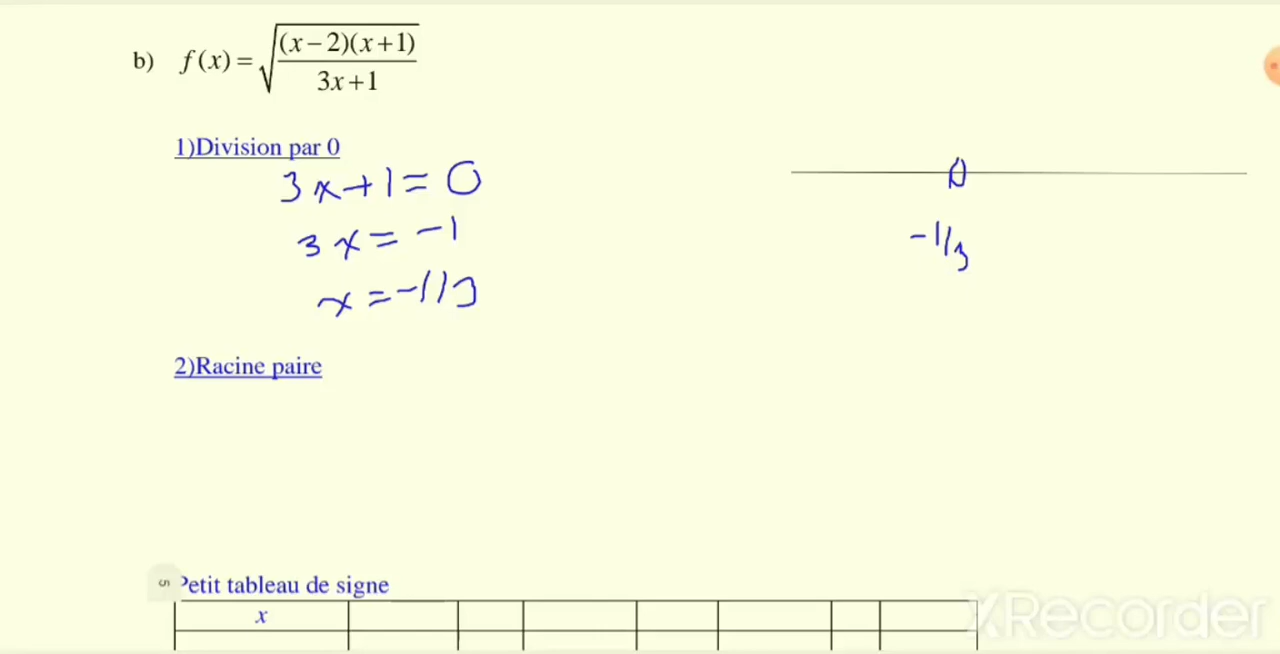 b) f(x) = √((x − 2)(x + 1) / 3x + 1)
1)Division par 0
3x + 1 = 0
3x = -1
x = -1/3
0
-1/3
2)Racine paire
5
Petit tableau de signe
x
XRecorder